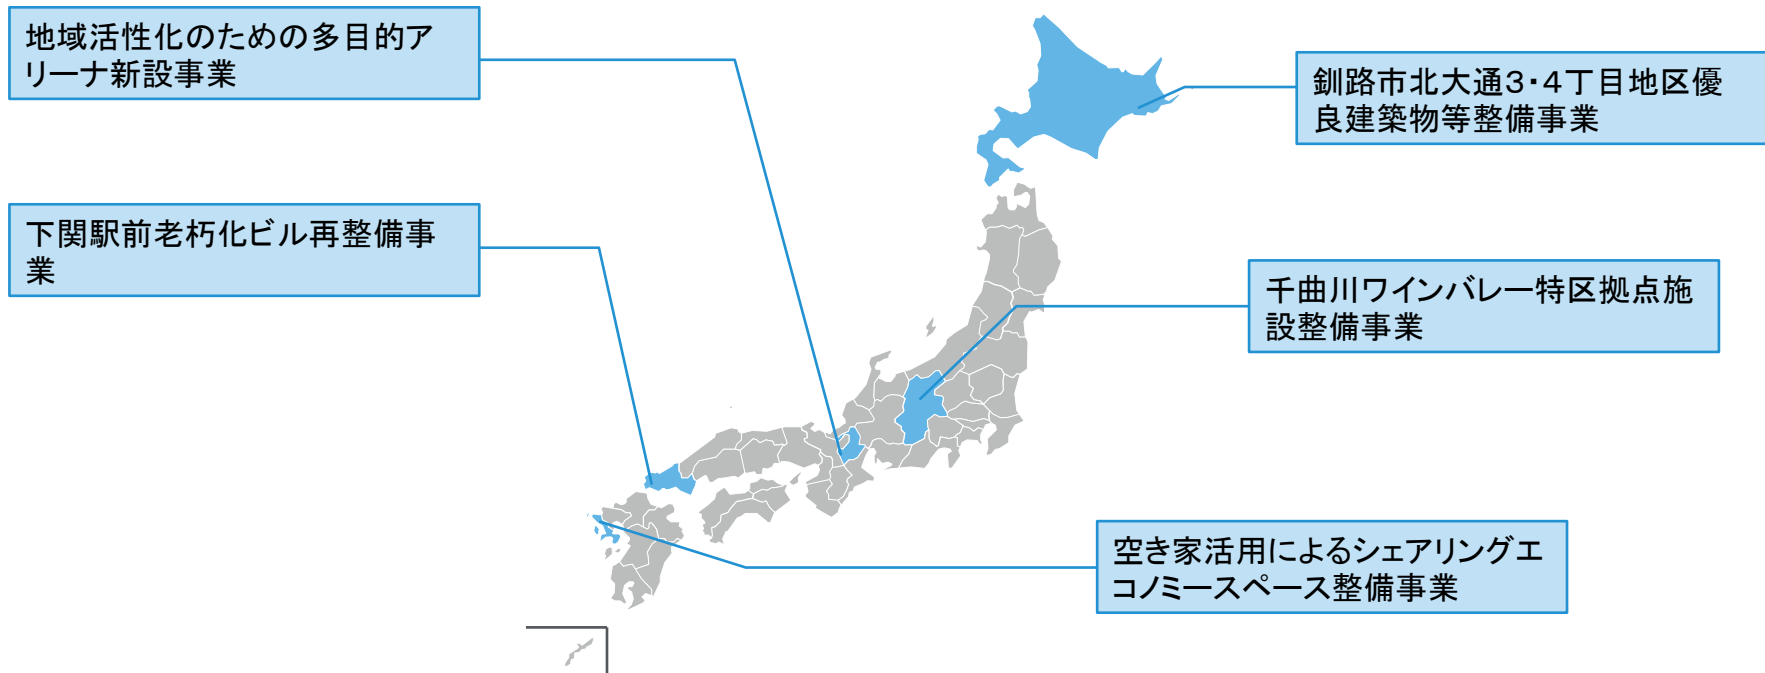 地域活性化のための多目的ア
リーナ新設事業
釧路市北大通3・4丁目地区優
良建築物等整備事業
下関駅前老朽化ビル再整備事
業
千曲川ワインバレー特区拠点施
設整備事業
空き家活用によるシェアリングエ
コノミースペース整備事業